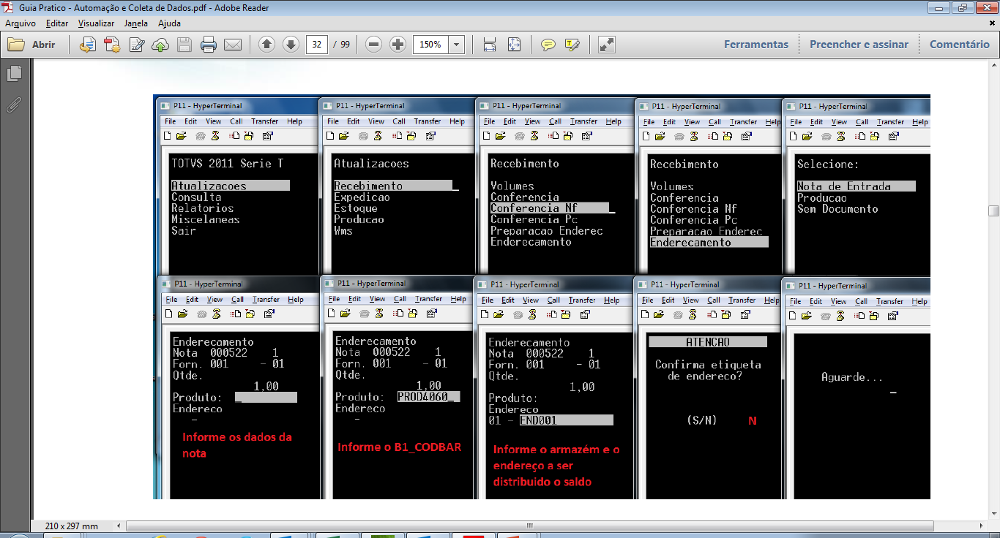 Guia Pratico - Automação e Coleta de Dados.pdf - Adobe Reader
Arquivo Editar Visualizar Janela Ajuda
Abrir 32 / 99 150% Ferramentas Preencher e assinar Comentário
P11 - HyperTerminal
File Edit View Call Transfer Help
TOTVS 2011 Serie T
Atualizacoes
Consulta
Relatorios
Miscelaneas
Sair
P11 - HyperTerminal
File Edit View Call Transfer Help
Atualizacoes
Recebimento
Expedicao
Estoque
Producao
Wms
P11 - HyperTerminal
File Edit View Call Transfer Help
Recebimento
Volumes
Conferencia
Conferencia Nf
Conferencia Pc
Preparacao Enderec
Enderecamento
P11 - HyperTerminal
File Edit View Call Transfer Help
Recebimento
Volumes
Conferencia
Conferencia Nf
Conferencia Pc
Preparacao Enderec
Enderecamento
P11 - HyperTerminal
File Edit View Call Transfer Help
Selecione:
Nota de Entrada
Producao
Sem Documento
P11 - HyperTerminal
File Edit View Call Transfer Help
Enderecamento
Nota 000522 1
Forn. 001 - 01
Qtde.
1,00
Produto: _
Endereco
-
Informe os dados da
nota
P11 - HyperTerminal
File Edit View Call Transfer Help
Enderecamento
Nota 000522 1
Forn. 001 - 01
Qtde.
1,00
Produto: PROD4060_
Endereco
-
Informe o B1_CODBAR
P11 - HyperTerminal
File Edit View Call Transfer Help
Enderecamento
Nota 000522 1
Forn. 001 - 01
Qtde.
1,00
Produto:
Endereco
01 - END001
Informe o armazém e o
endereço a ser
distribuido o saldo
P11 - HyperTerminal
File Edit View Call Transfer Help
ATENCAO
Confirma etiqueta
de endereco?
(S/N) N
P11 - HyperTerminal
File Edit View Call Transfer Help
Aguarde...
_
210 x 297 mm